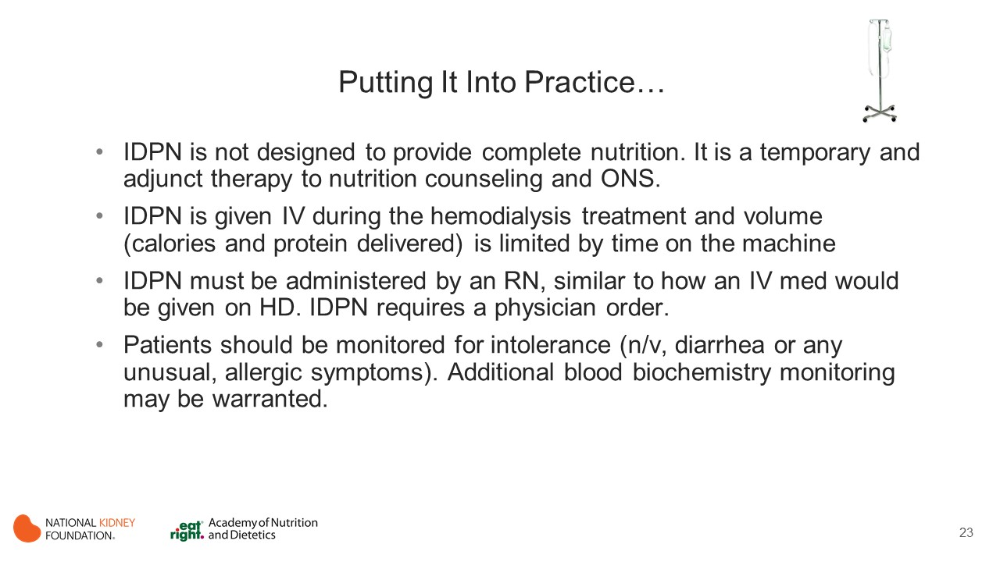 Putting It Into Practice…
• IDPN is not designed to provide complete nutrition. It is a temporary and
adjunct therapy to nutrition counseling and ONS.
• IDPN is given IV during the hemodialysis treatment and volume
(calories and protein delivered) is limited by time on the machine
• IDPN must be administered by an RN, similar to how an IV med would
be given on HD. IDPN requires a physician order.
• Patients should be monitored for intolerance (n/v, diarrhea or any
unusual, allergic symptoms). Additional blood biochemistry monitoring
may be warranted.
NATIONAL KIDNEY
FOUNDATION®
eat
right.
Academy of Nutrition
and Dietetics
23